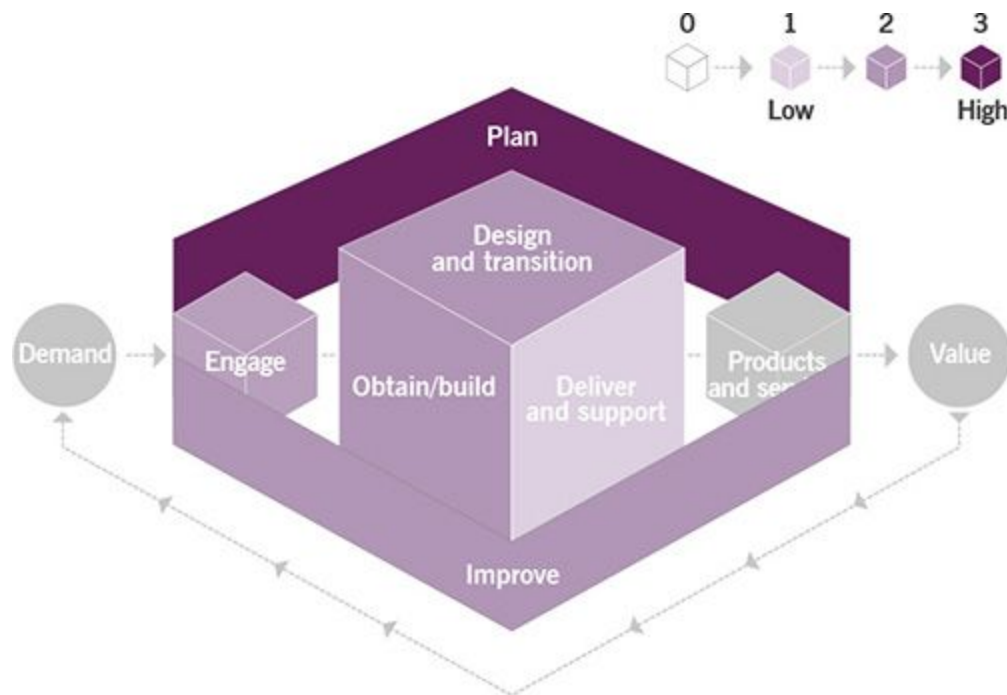 0 1 2 3
Low High
Plan
Design
and transition
Demand
Engage
Obtain/build
Deliver
and support
Products
and
Value
Improve